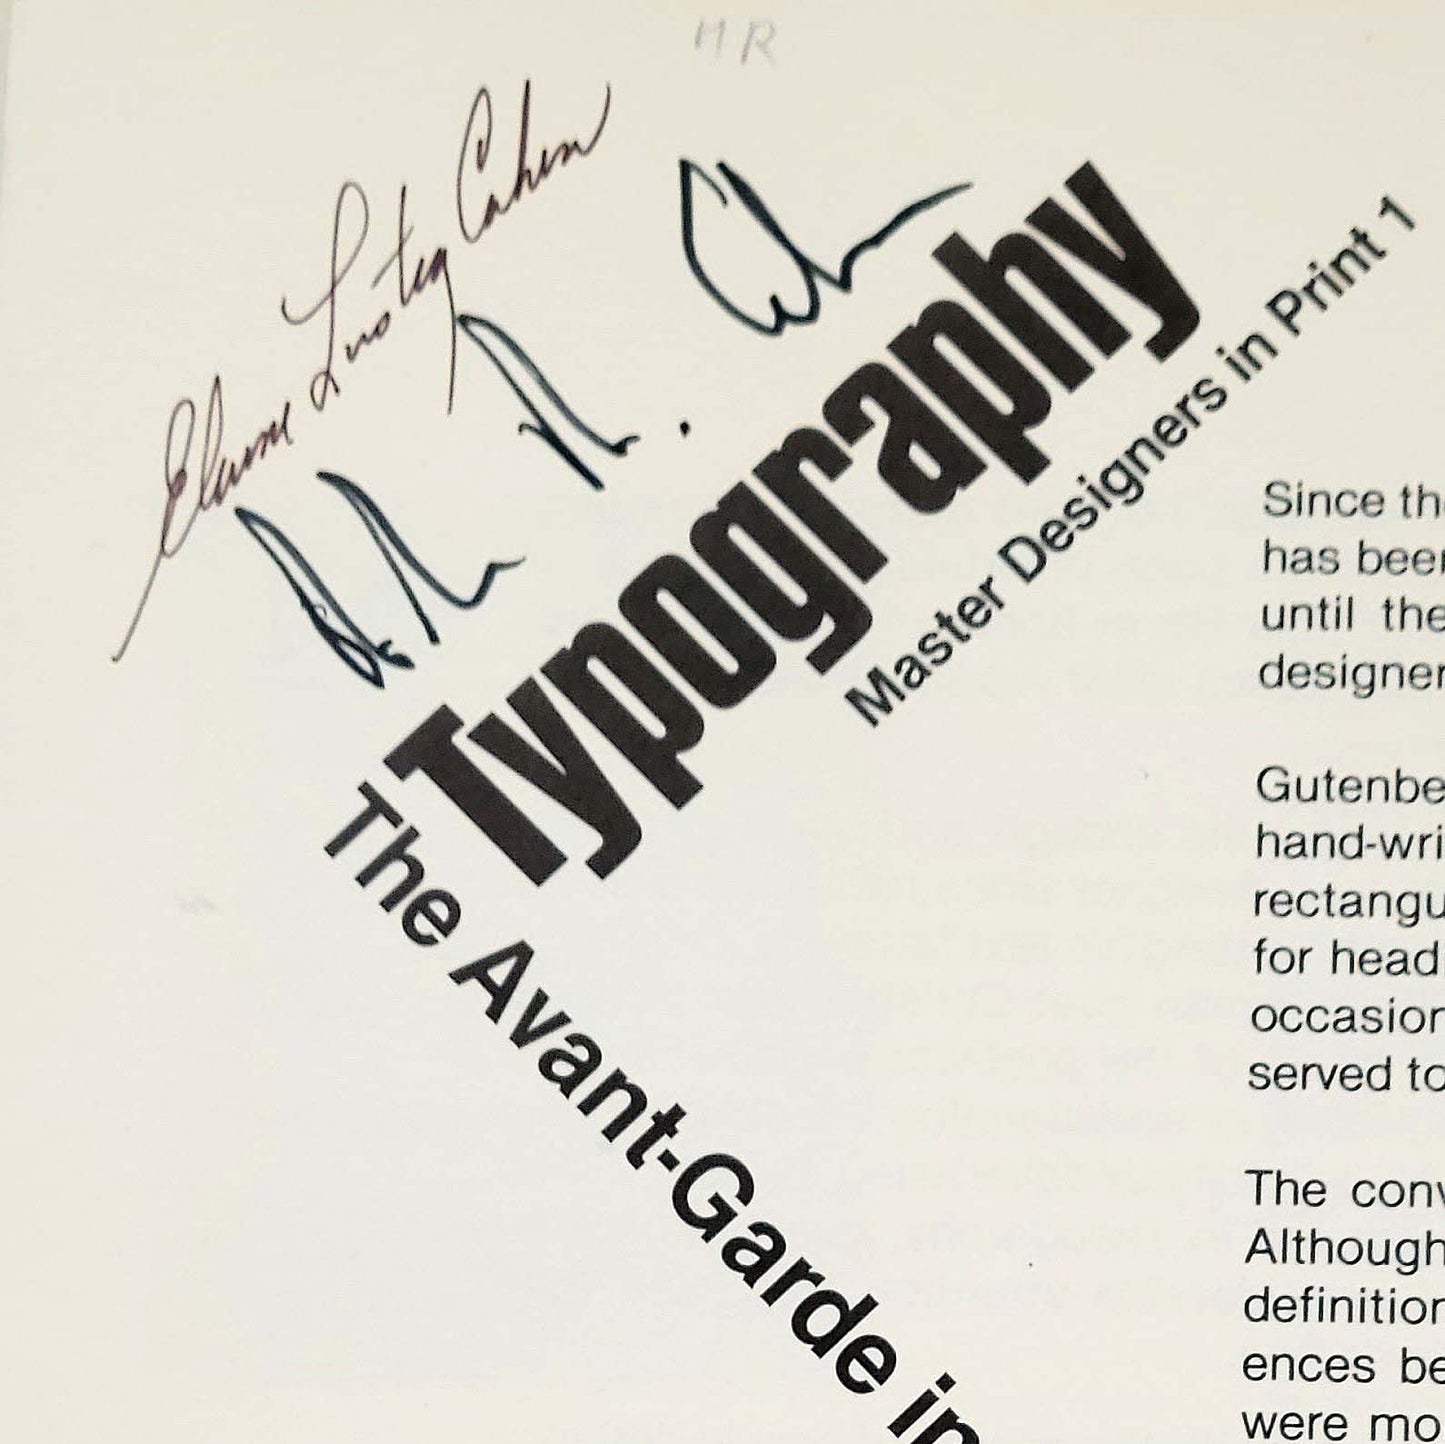 HR
Elaine Lustig Cohen
Typography
Master Designers in Print 1
The Avant-Garde in
Since th
has been
until the
designer
Gutenbe
hand-wri
rectangu
for head
occasion
served to
The conv
Although
definition
ences be
were mo